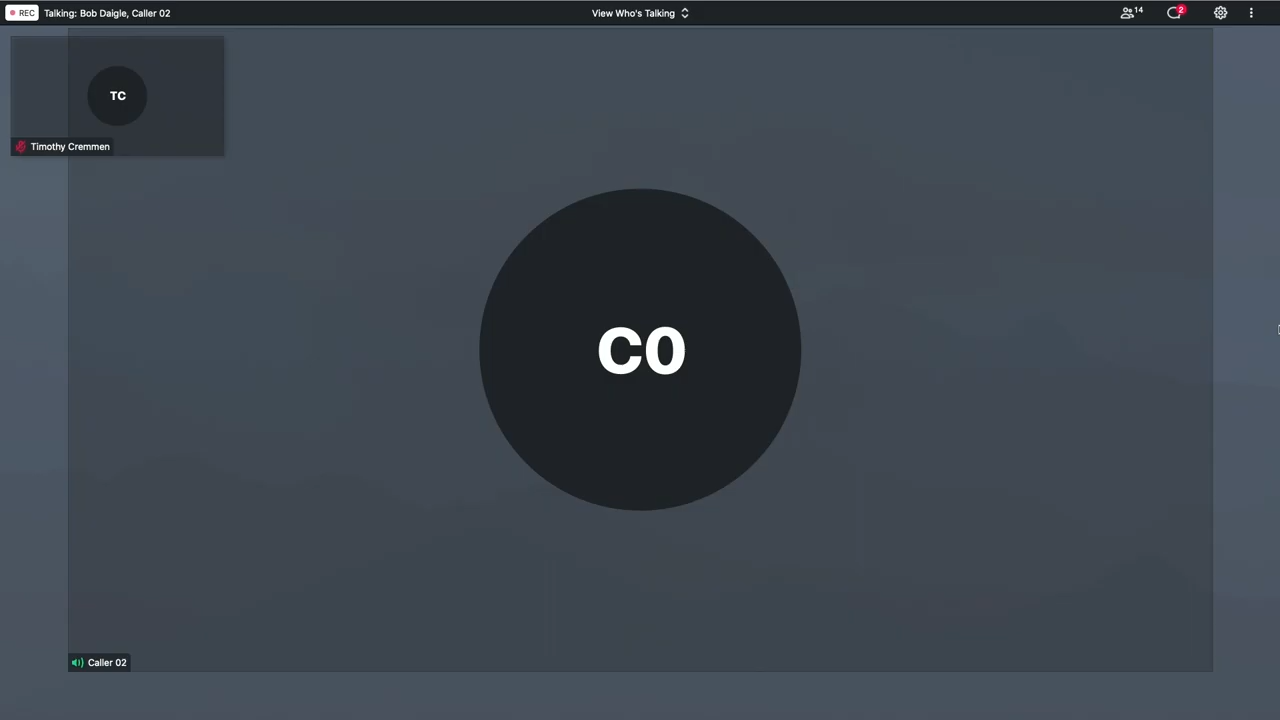 REC
Talking: Bob Daigle, Caller 02
View Who's Talking
14
2
TC
Timothy Cremmen
C0
Caller 02